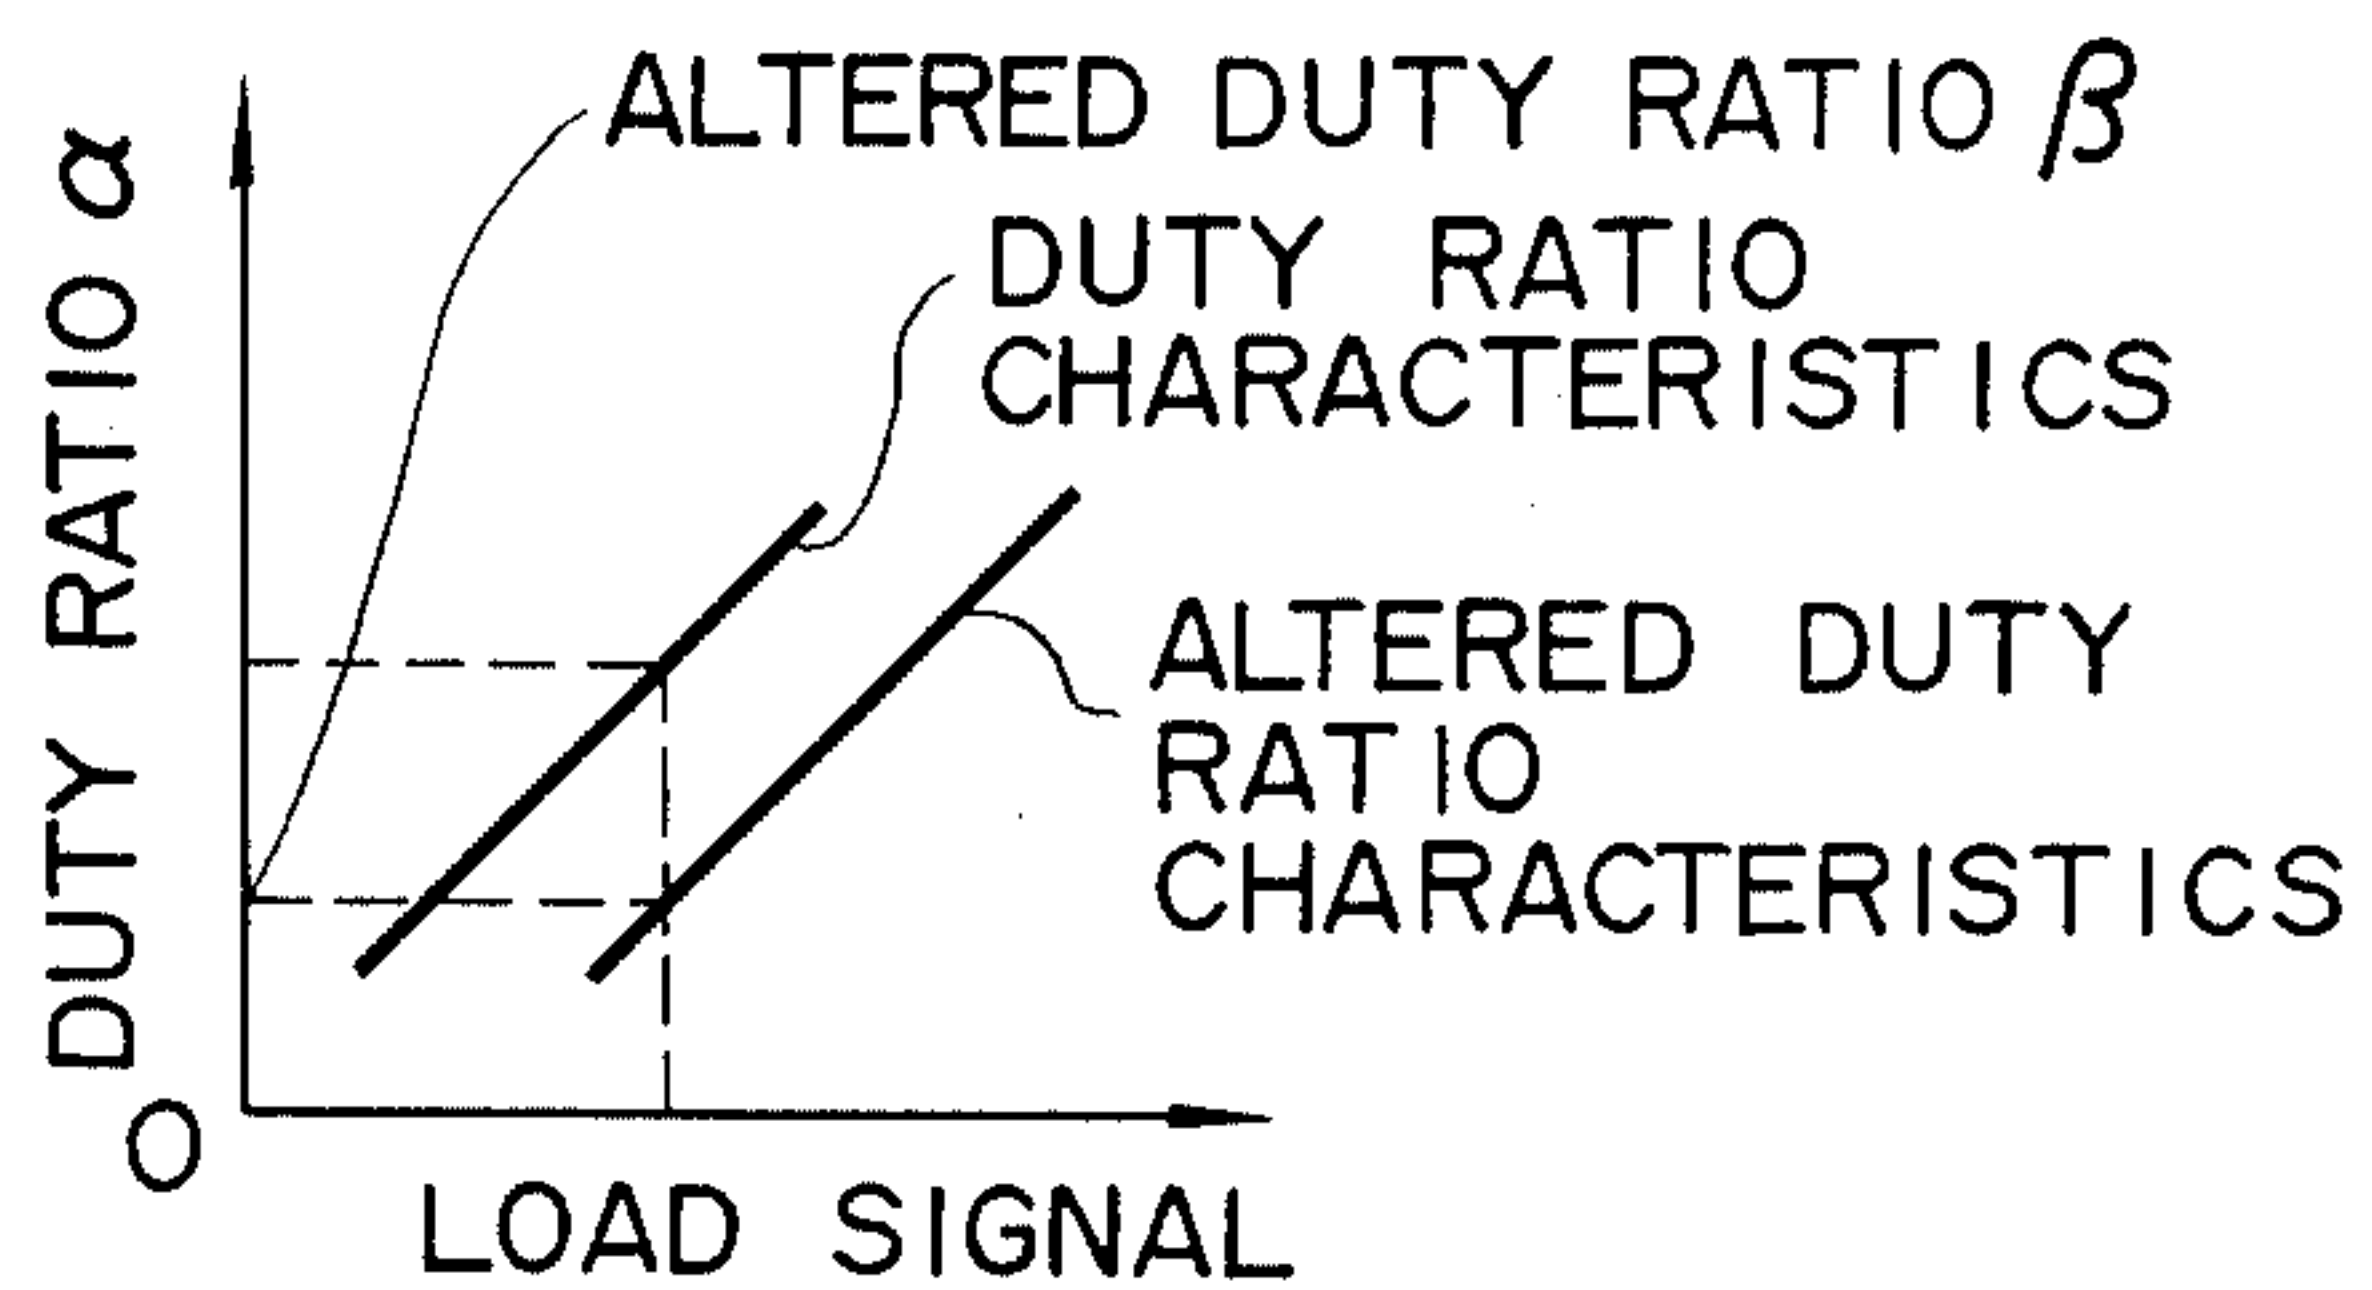 ALTERED DUTY RATIO β
DUTY RATIO
CHARACTERISTICS
DUTY RATIO α
ALTERED DUTY
RATIO
CHARACTERISTICS
O
LOAD SIGNAL